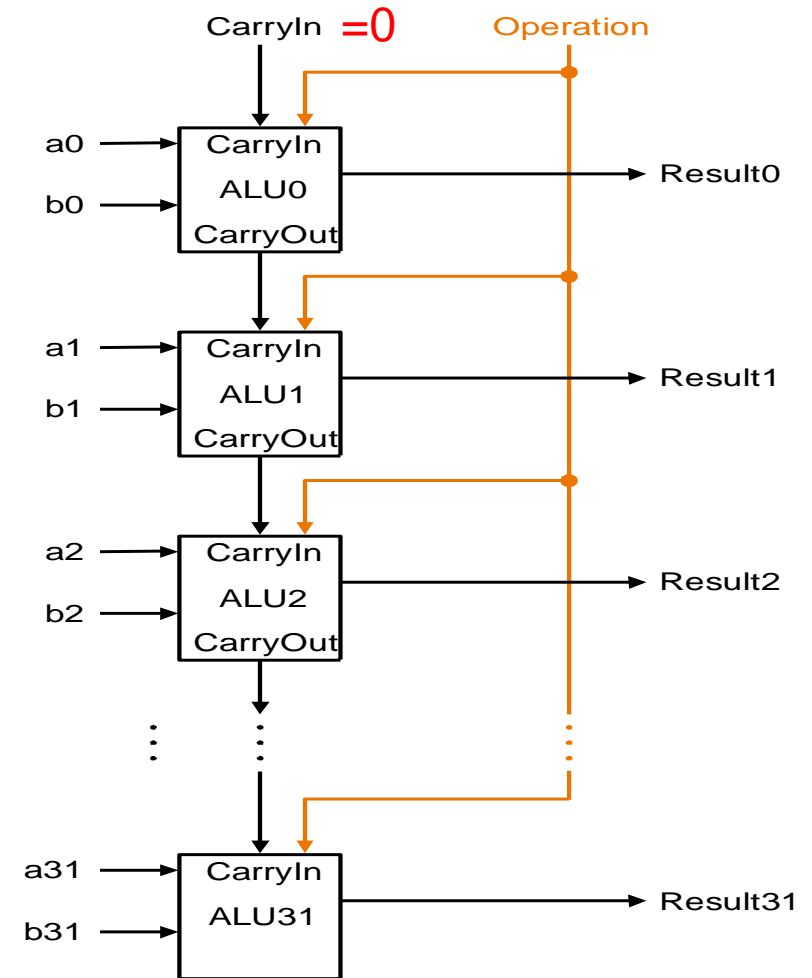 CarryIn =0 Operation
a0 CarryIn
ALU0 Result0
b0
CarryOut
a1 CarryIn
ALU1 Result1
b1
CarryOut
a2 CarryIn
ALU2 Result2
b2
CarryOut
a31 CarryIn
ALU31 Result31
b31